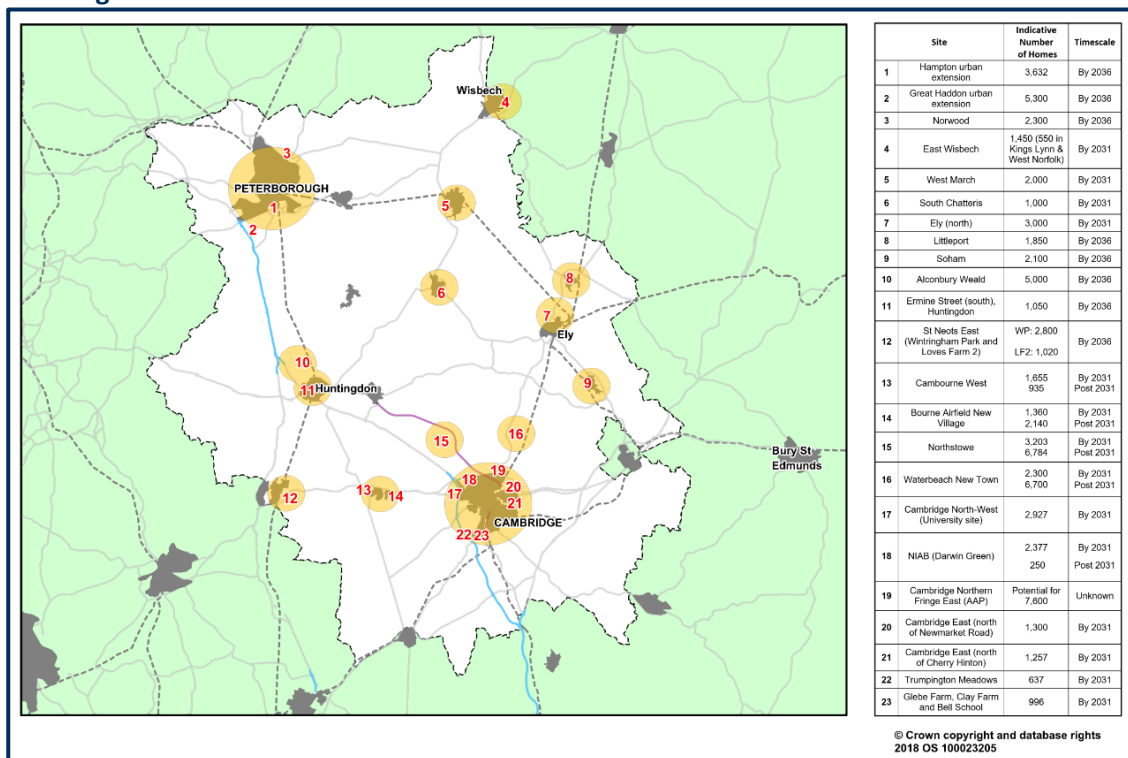 Wisbech
4
3
PETERBOROUGH
1
5
2
6
8
7
Ely
10
11
Huntingdon
9
15
16
Bury St
Edmunds
19
18
20
17
21
12
13
14
CAMBRIDGE
22
23
Site
Indicative
Number
of Homes
Timescale
1
Hampton urban
extension
3,632
By 2036
2
Great Haddon urban
extension
5,300
By 2036
3
Norwood
2,300
By 2036
4
East Wisbech
1,450 (550 in
Kings Lynn &
West Norfolk)
By 2031
5
West March
2,000
By 2031
6
South Chatteris
1,000
By 2031
7
Ely (north)
3,000
By 2031
8
Littleport
1,850
By 2036
9
Soham
2,100
By 2036
10
Alconbury Weald
5,000
By 2036
11
Ermine Street (south),
Huntingdon
1,050
By 2036
12
St Neots East
(Wintringham Park and
Loves Farm 2)
WP: 2,800
LF2: 1,020
By 2036
13
Cambourne West
1,655
935
By 2031
Post 2031
14
Bourne Airfield New
Village
1,360
2,140
By 2031
Post 2031
15
Northstowe
3,203
6,784
By 2031
Post 2031
16
Waterbeach New Town
2,300
6,700
By 2031
Post 2031
17
Cambridge North-West
(University site)
2,927
By 2031
18
NIAB (Darwin Green)
2,377
250
By 2031
Post 2031
19
Cambridge Northern
Fringe East (AAP)
Potential for
7,600
Unknown
20
Cambridge East (north
of Newmarket Road)
1,300
By 2031
21
Cambridge East (north
of Cherry Hinton)
1,257
By 2031
22
Trumpington Meadows
637
By 2031
23
Glebe Farm, Clay Farm
and Bell School
996
By 2031
© Crown copyright and database rights
2018 OS 100023205